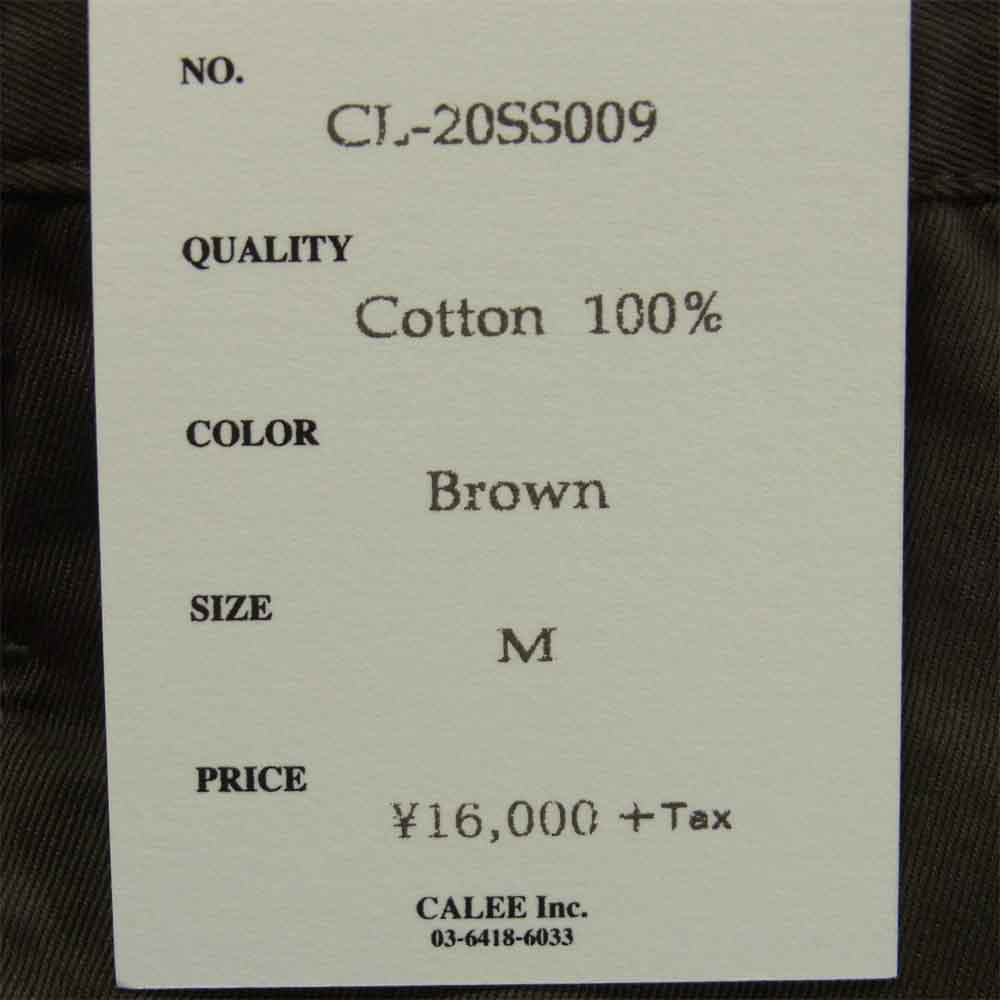 NO.
CL-20SS009
QUALITY
Cotton 100%
COLOR
Brown
SIZE
M
PRICE
¥16,000 +Tax
CALEE Inc.
03-6418-6033